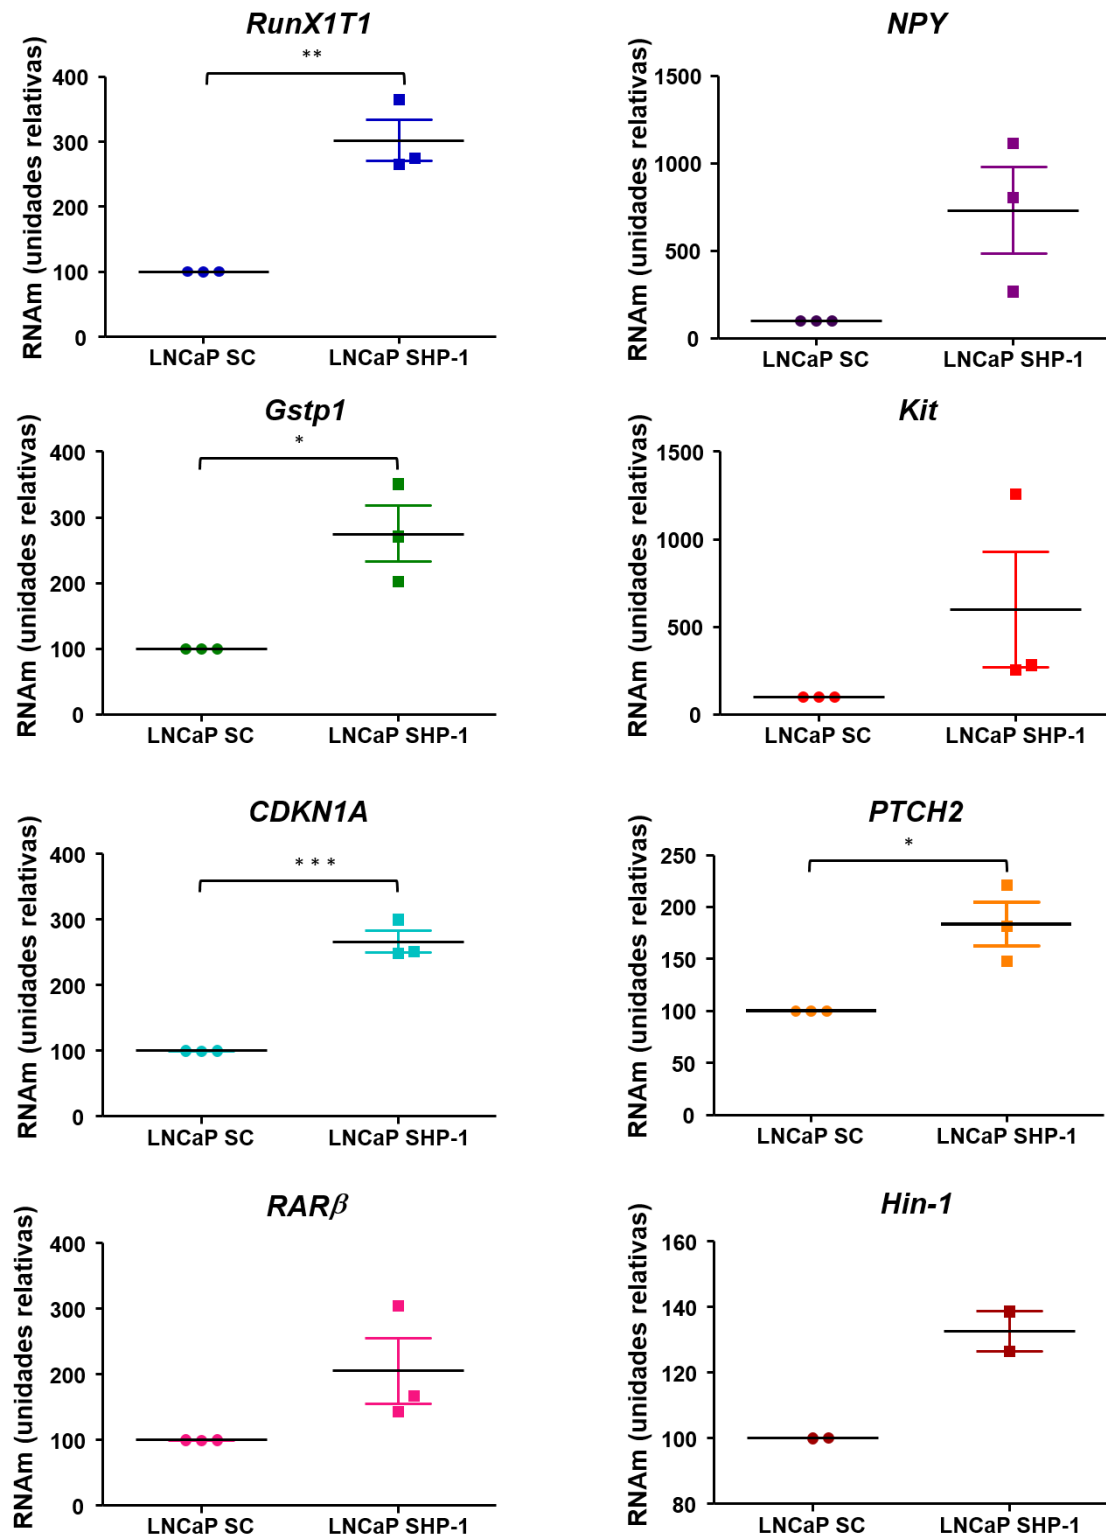 RunX1T1
**
RNAm (unidades relativas)
400
300
200
100
0
LNCaP SC
LNCaP SHP-1
NPY
RNAm (unidades relativas)
1500
1000
500
0
LNCaP SC
LNCaP SHP-1
Gstp1
*
RNAm (unidades relativas)
400
300
200
100
0
LNCaP SC
LNCaP SHP-1
Kit
RNAm (unidades relativas)
1500
1000
500
0
LNCaP SC
LNCaP SHP-1
CDKN1A
* * *
RNAm (unidades relativas)
400
300
200
100
0
LNCaP SC
LNCaP SHP-1
PTCH2
*
RNAm (unidades relativas)
250
200
150
100
50
0
LNCaP SC
LNCaP SHP-1
RARβ
RNAm (unidades relativas)
400
300
200
100
0
LNCaP SC
LNCaP SHP-1
Hin-1
RNAm (unidades relativas)
160
140
120
100
80
LNCaP SC
LNCaP SHP-1